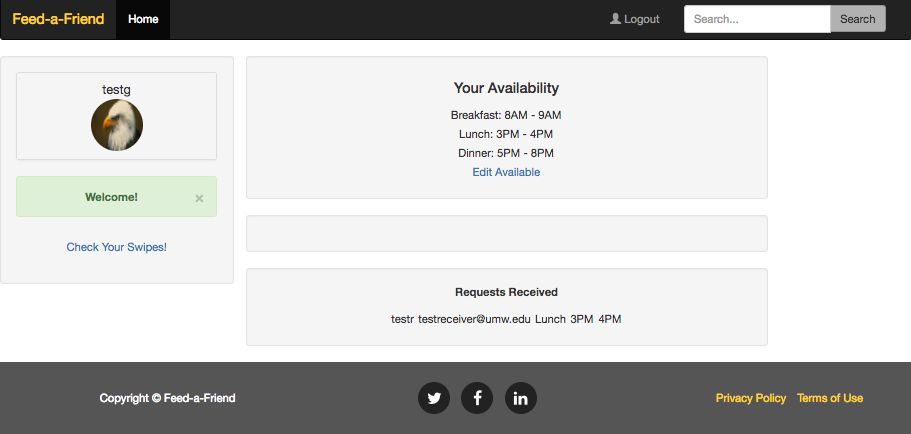 Feed-a-Friend Home Logout Search... Search
testg
Welcome! ×
Check Your Swipes!
Your Availability
Breakfast: 8AM - 9AM
Lunch: 3PM - 4PM
Dinner: 5PM - 8PM
Edit Available
Requests Received
testr testreceiver@umw.edu Lunch 3PM 4PM
Copyright © Feed-a-Friend Privacy Policy Terms of Use